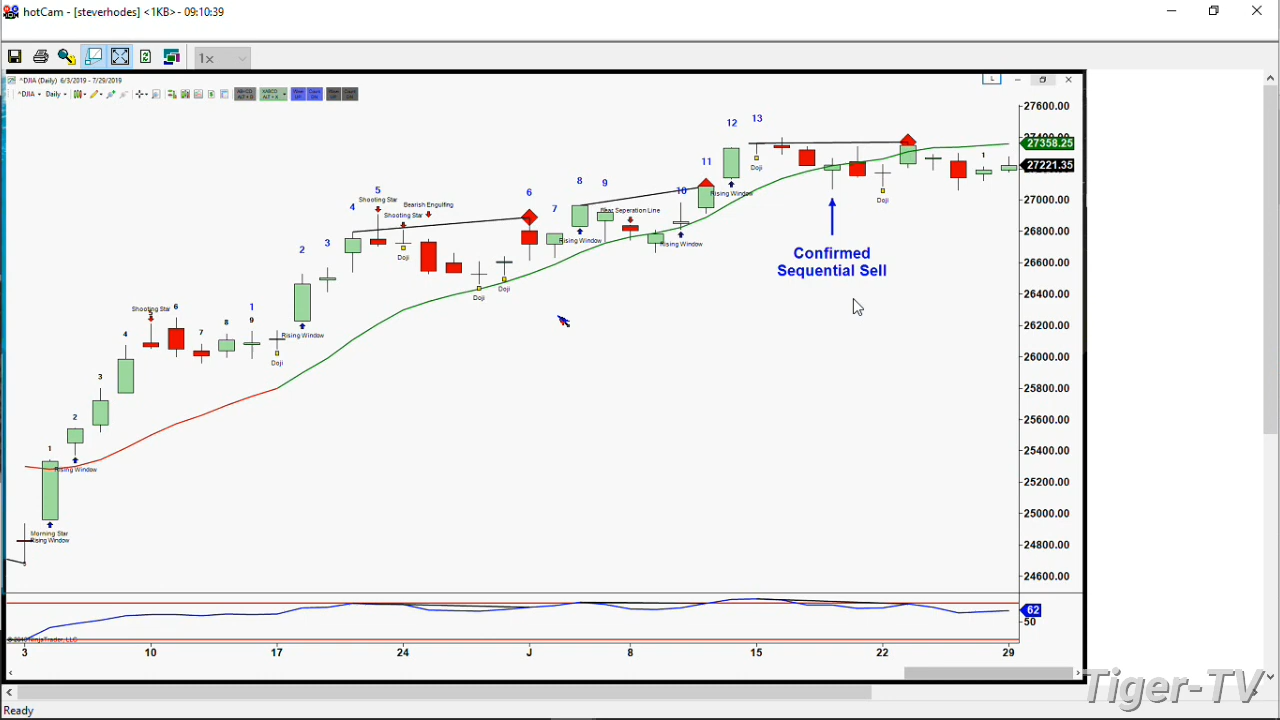 hotCam - [steverhodes] <1KB> - 09:10:39
1x
^DJIA (Daily) 6/3/2019 - 7/29/2019
^DJIA Daily
27600.00
27400.00
27358.25
27221.35
27000.00
26800.00
26600.00
26400.00
26200.00
26000.00
25800.00
25600.00
25400.00
25200.00
25000.00
24800.00
24600.00
12 13
11
10
8 9
6
7
5
4
Shooting Star
Bearish Engulfing
Shooting Star
Doji
Doji
Doji
2 3
Rising Window
Rising Window
Bear Seperation Line
Rising Window
Rising Window
Doji
Doji
1
Confirmed
Sequential Sell
Shooting Star
5
6
1
4
7
8
9
Doji
3
2
1
Rising Window
Morning Star
Rising Window
62
50
3 10 17 24 J 8 15 22 29
Ready
Tiger-TV